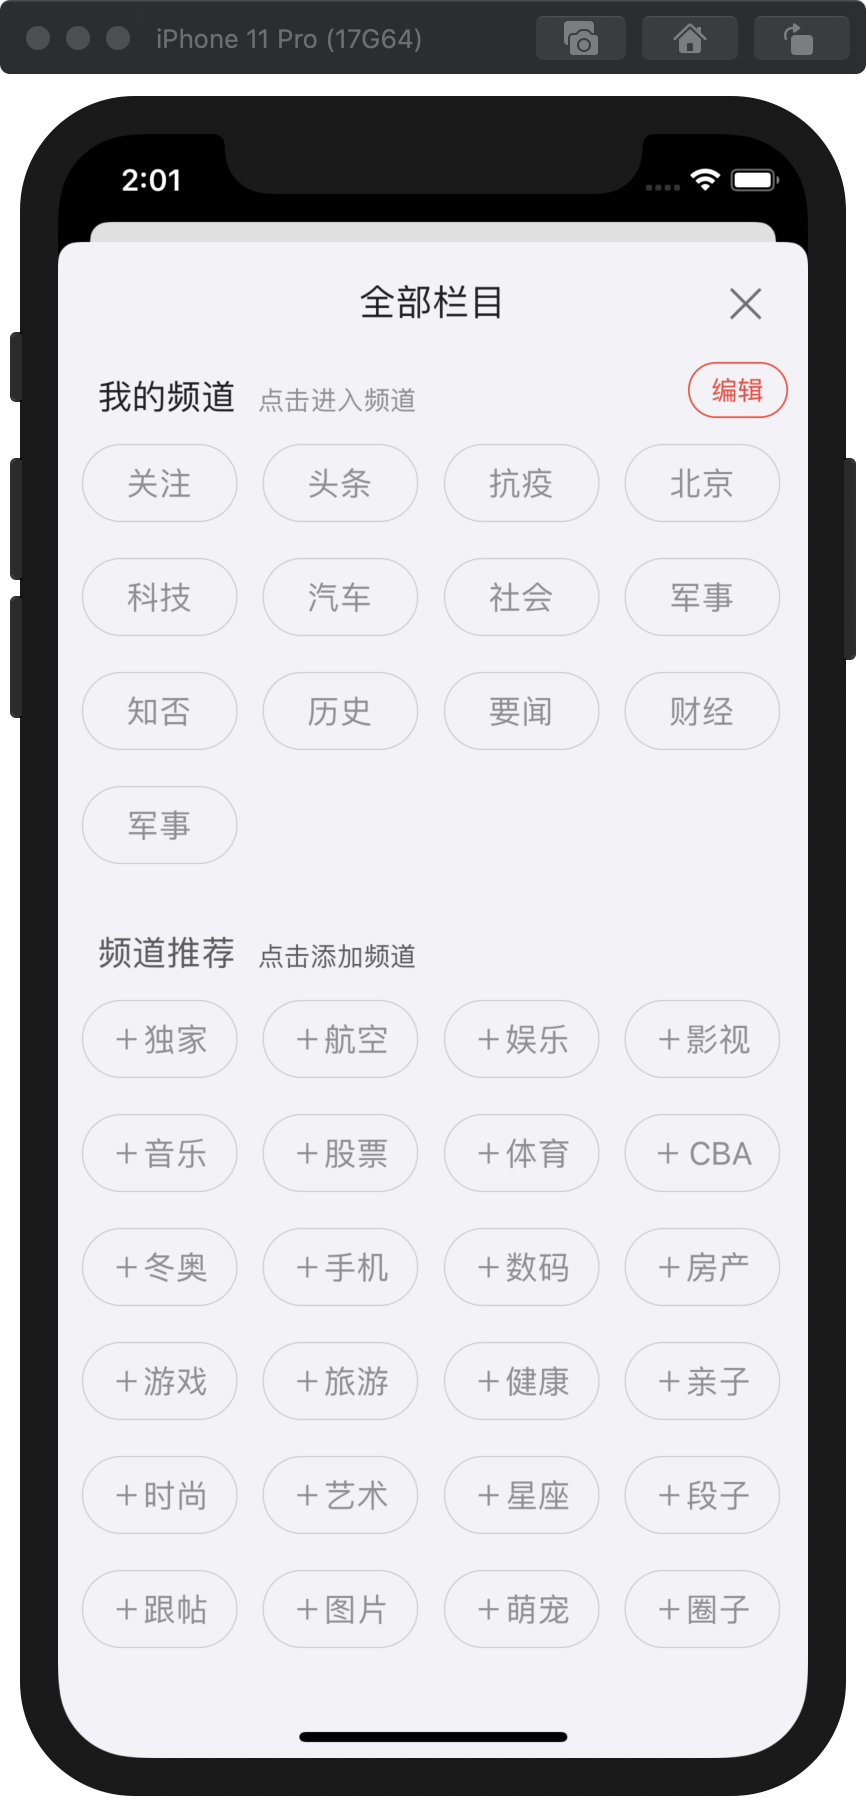 iPhone 11 Pro (17G64)
2:01
全部栏目
我的频道 点击进入频道 编辑
关注 头条 抗疫 北京
科技 汽车 社会 军事
知否 历史 要闻 财经
军事
频道推荐 点击添加频道
+独家 +航空 +娱乐 +影视
+音乐 +股票 +体育 + CBA
+冬奥 +手机 +数码 +房产
+游戏 +旅游 +健康 +亲子
+时尚 +艺术 +星座 +段子
+跟帖 +图片 +萌宠 +圈子